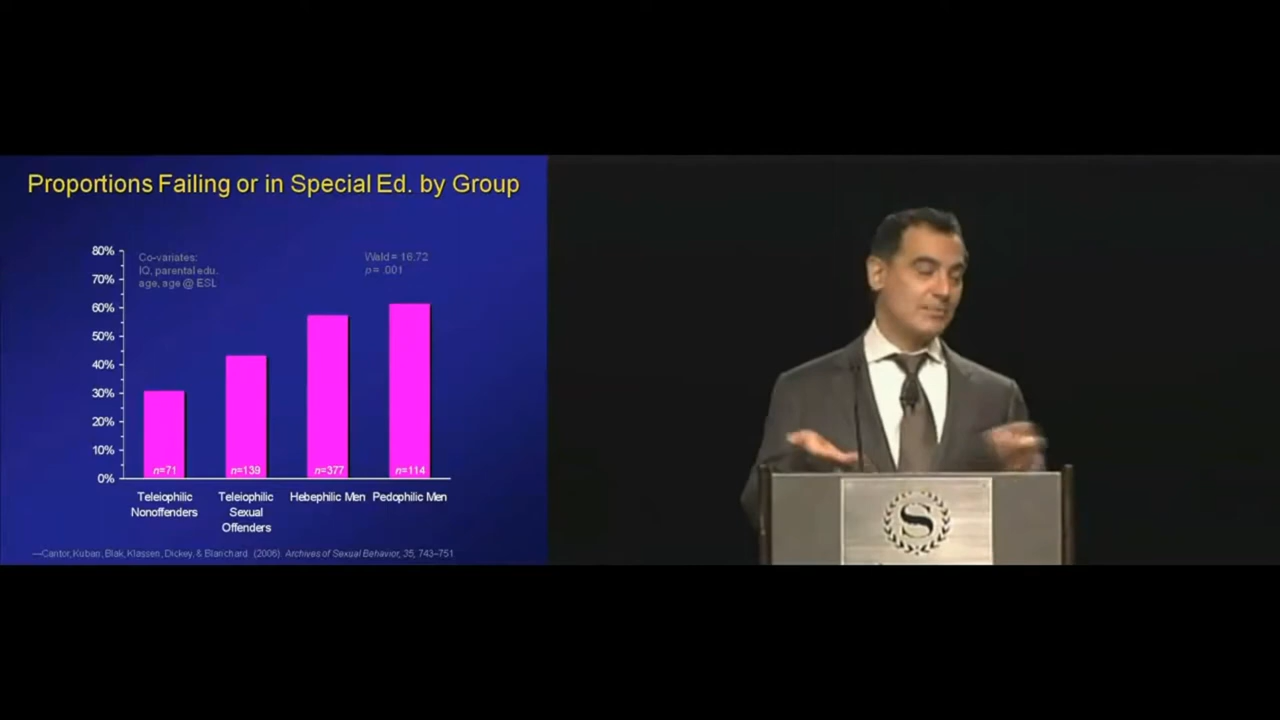 Proportions Failing or in Special Ed. by Group
80%
70%
60%
50%
40%
30%
20%
10%
0%
Co-variates:
IQ, parental edu.
age, age @ ESL
Wald = 16.72
p = .001
n=71
n=139
n=377
n=114
Teleiophilic
Nonoffenders
Teleiophilic
Sexual
Offenders
Hebephilic Men
Pedophilic Men
—Cantor, Kuban, Blak, Klassen, Dickey, & Blanchard. (2006). Archives of Sexual Behavior, 35, 743–751
S